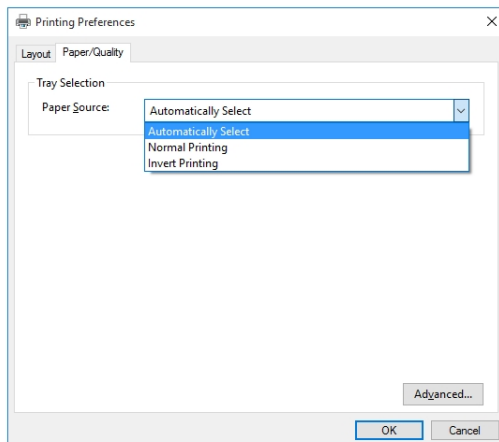 Printing Preferences
Layout Paper/Quality
Tray Selection
Paper Source: Automatically Select
Automatically Select
Normal Printing
Invert Printing
Advanced...
OK Cancel